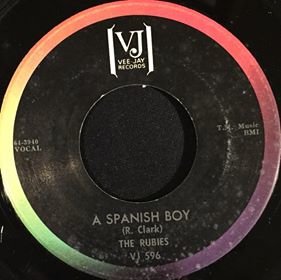 VJ
VEE JAY
RECORDS
64-3940
VOCAL
T.M. Music
BMI
A SPANISH BOY
(R. Clark)
THE RUBIES
VJ 596